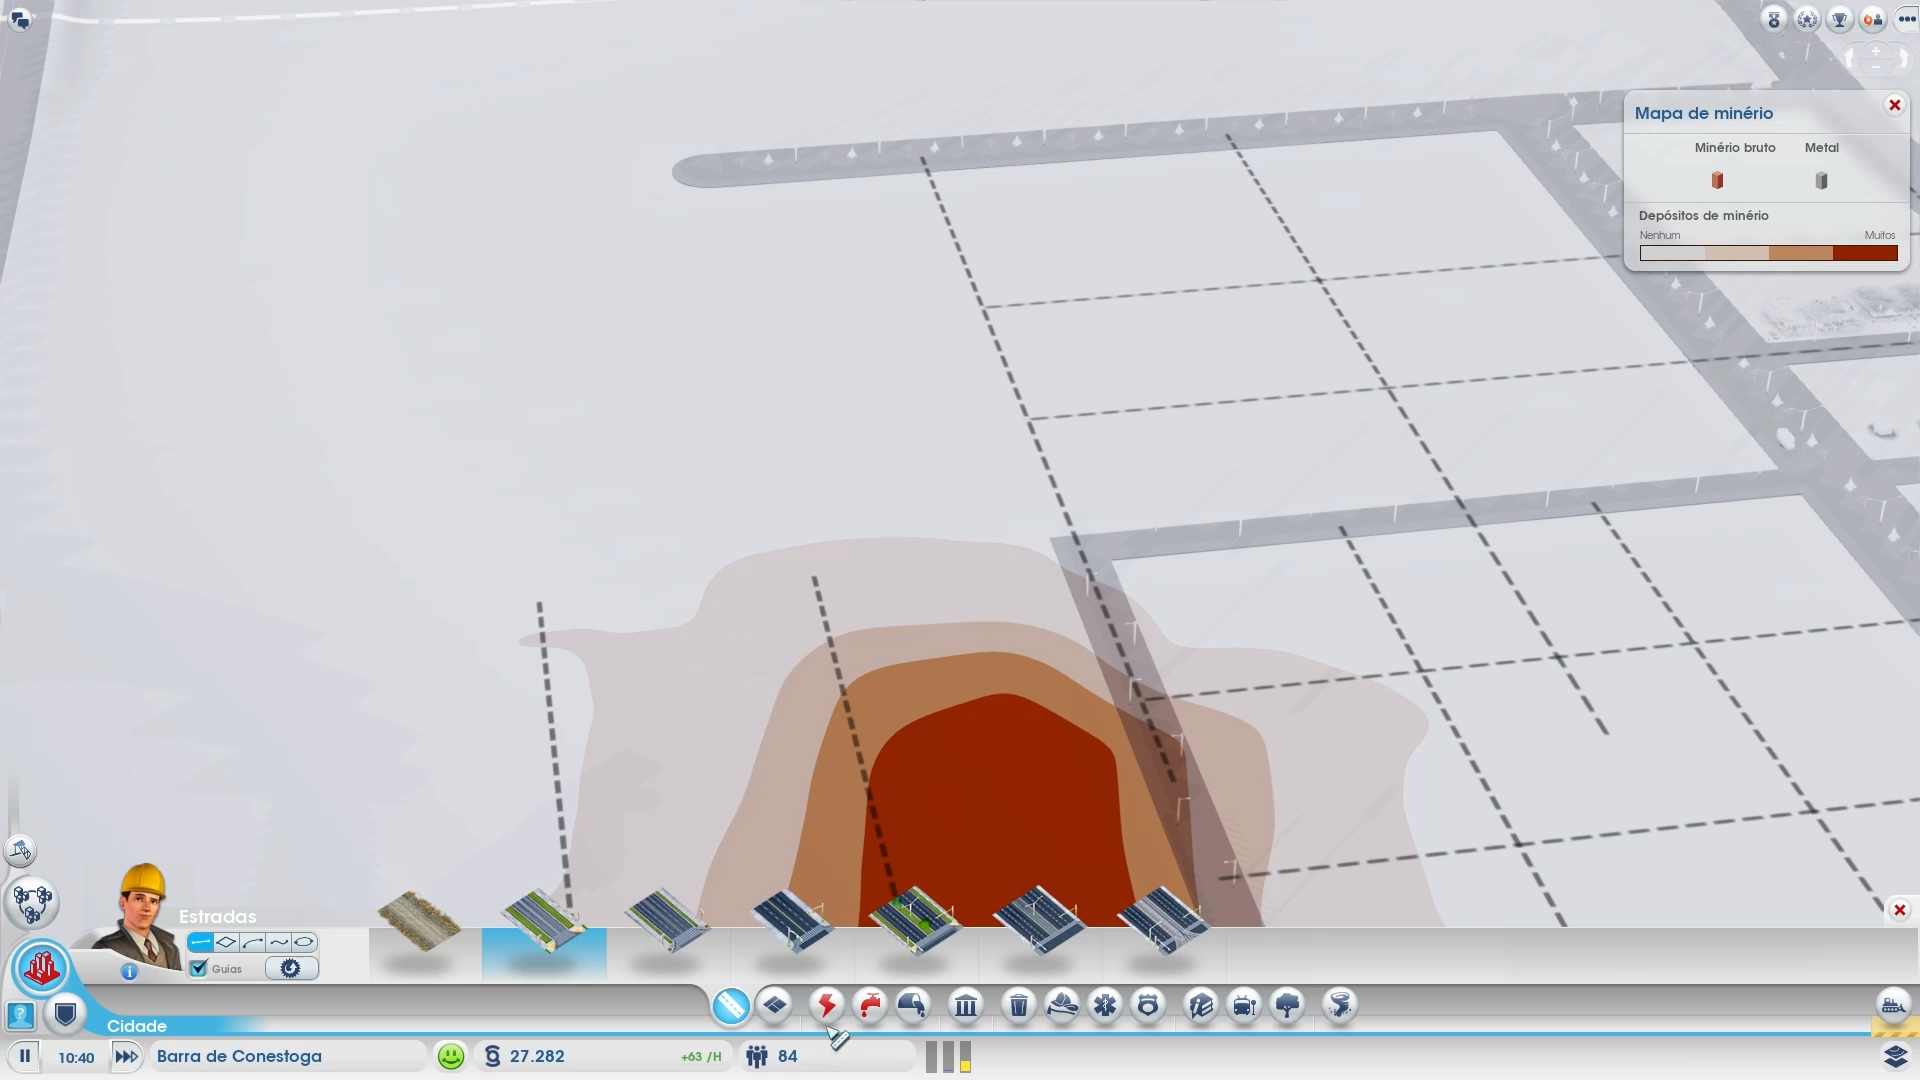 Mapa de minério
Minério bruto Metal
Depósitos de minério
Nenhum Muitos
Estradas
Guias
Cidade
10:40 Barra de Conestoga 27.282 +63 /H 84